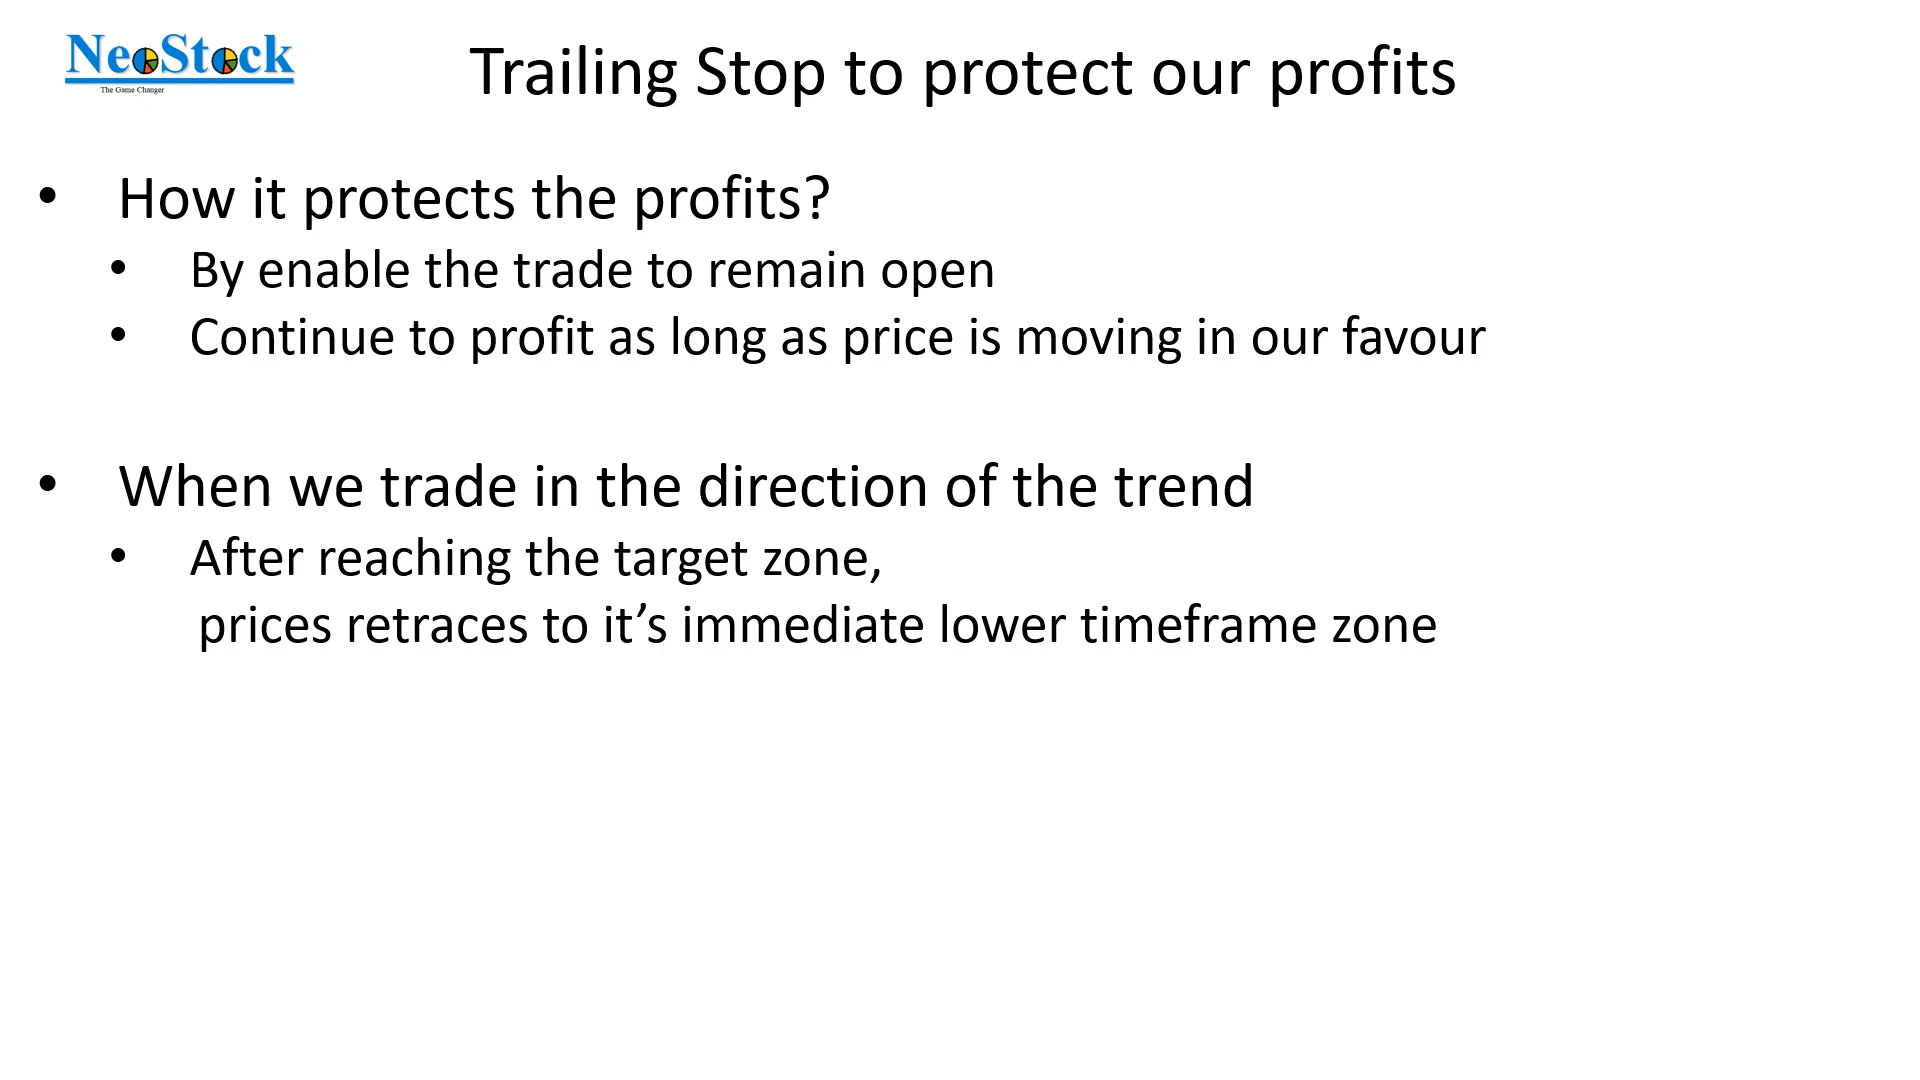 NeoStock
The Game Changer
Trailing Stop to protect our profits
• How it protects the profits?
• By enable the trade to remain open
• Continue to profit as long as price is moving in our favour
• When we trade in the direction of the trend
• After reaching the target zone,
prices retraces to it’s immediate lower timeframe zone